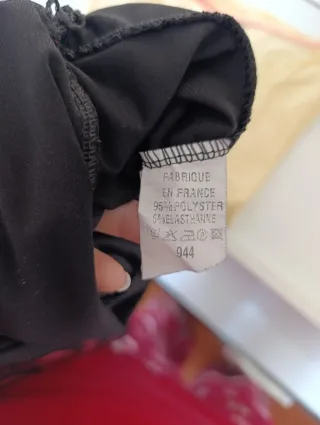 FABRIQUE
EN FRANCE
95%POLYSTER
5%ELASTHANNE
944